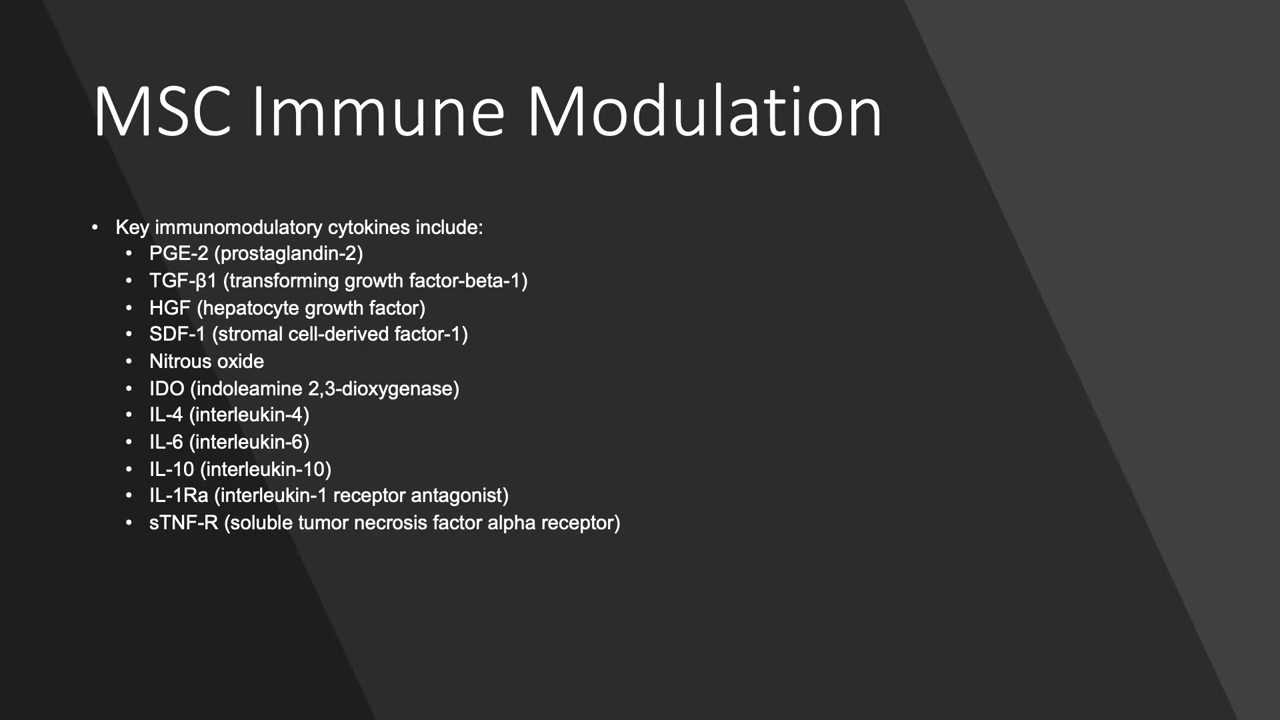 MSC Immune Modulation
• Key immunomodulatory cytokines include:
• PGE-2 (prostaglandin-2)
• TGF-β1 (transforming growth factor-beta-1)
• HGF (hepatocyte growth factor)
• SDF-1 (stromal cell-derived factor-1)
• Nitrous oxide
• IDO (indoleamine 2,3-dioxygenase)
• IL-4 (interleukin-4)
• IL-6 (interleukin-6)
• IL-10 (interleukin-10)
• IL-1Ra (interleukin-1 receptor antagonist)
• sTNF-R (soluble tumor necrosis factor alpha receptor)